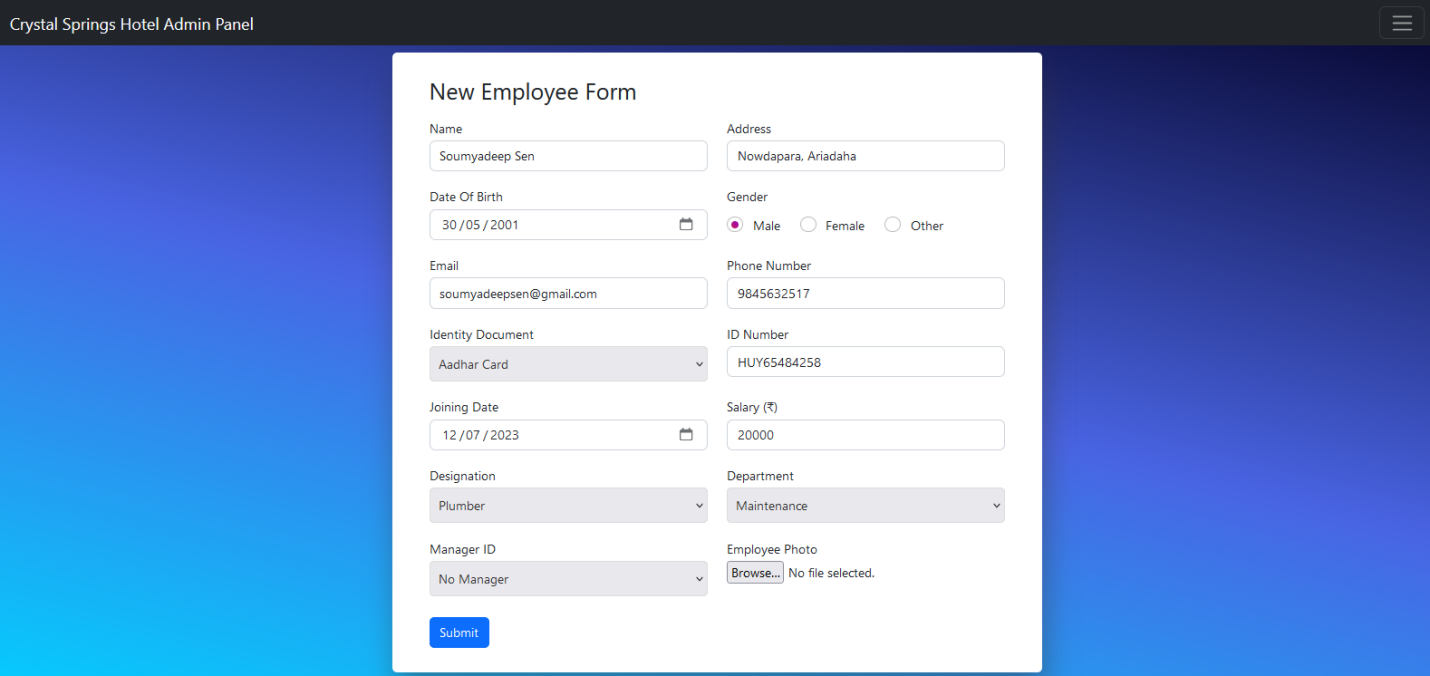 Crystal Springs Hotel Admin Panel
New Employee Form
Name Address
Soumyadeep Sen Nowdapara, Ariadaha
Date Of Birth Gender
30/05/2001 Male Female Other
Email Phone Number
soumyadeepsen@gmail.com 9845632517
Identity Document ID Number
Aadhar Card HUY65484258
Joining Date Salary (₹)
12/07/2023 20000
Designation Department
Plumber Maintenance
Manager ID Employee Photo
No Manager Browse... No file selected.
Submit